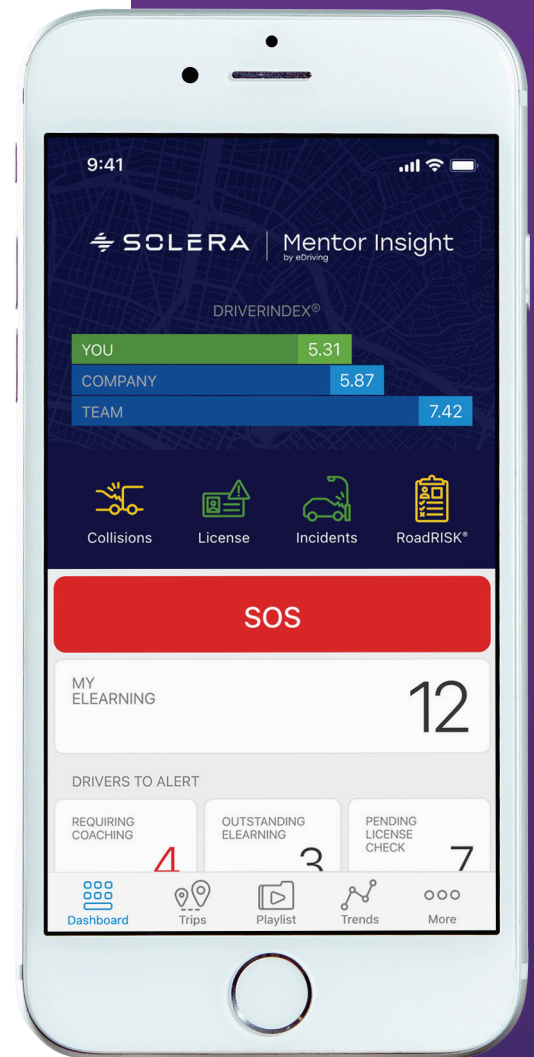 9:41
SOLERA | Mentor Insight
by eDriving
DRIVERINDEX®
YOU 5.31
COMPANY 5.87
TEAM 7.42
Collisions License Incidents RoadRISK®
SOS
MY
ELEARNING
12
DRIVERS TO ALERT
REQUIRING
COACHING
4
OUTSTANDING
ELEARNING
3
PENDING
LICENSE
CHECK
7
Dashboard Trips Playlist Trends More